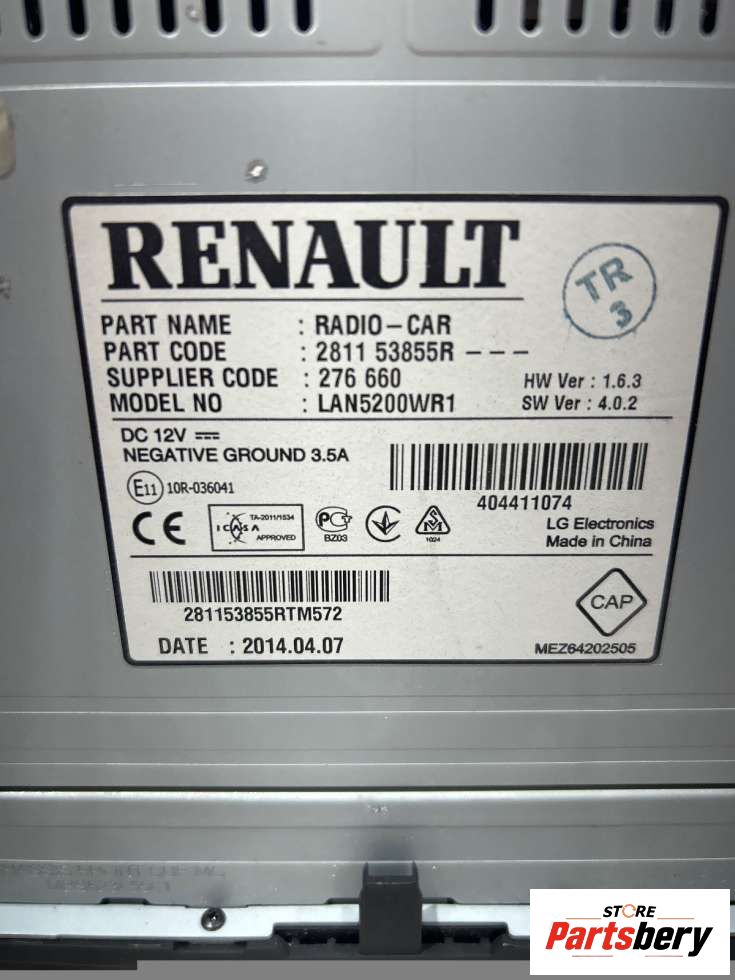 RENAULT
TR
3
PART NAME : RADIO-CAR
PART CODE : 2811 53855R ---
SUPPLIER CODE : 276 660
HW Ver : 1.6.3
MODEL NO : LAN5200WR1
SW Ver : 4.0.2
DC 12V
NEGATIVE GROUND 3.5A
E11 10R-036041
404411074
CE
ICASA
TA-2011/1534
APPROVED
BZ03
1024
LG Electronics
Made in China
281153855RTM572
CAP
DATE : 2014.04.07
MEZ64202505
STORE
Partsbery